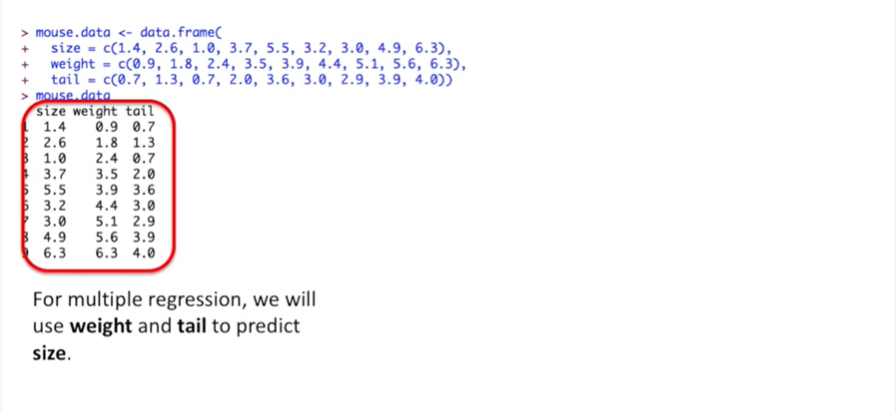 > mouse.data <- data.frame(
+ size = c(1.4, 2.6, 1.0, 3.7, 5.5, 3.2, 3.0, 4.9, 6.3),
+ weight = c(0.9, 1.8, 2.4, 3.5, 3.9, 4.4, 5.1, 5.6, 6.3),
+ tail = c(0.7, 1.3, 0.7, 2.0, 3.6, 3.0, 2.9, 3.9, 4.0))
> mouse.data
size weight tail
1 1.4 0.9 0.7
2 2.6 1.8 1.3
3 1.0 2.4 0.7
4 3.7 3.5 2.0
5 5.5 3.9 3.6
6 3.2 4.4 3.0
7 3.0 5.1 2.9
8 4.9 5.6 3.9
9 6.3 6.3 4.0
For multiple regression, we will
use weight and tail to predict
size.